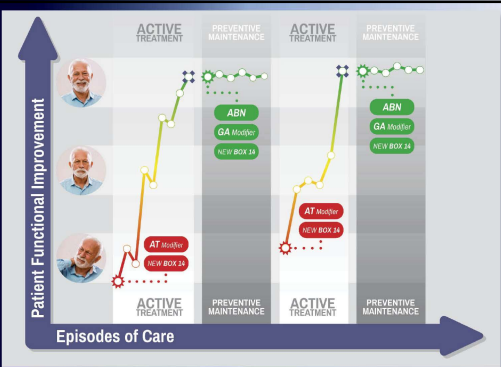 ACTIVE
TREATMENT
PREVENTIVE
MAINTENANCE
ACTIVE
TREATMENT
PREVENTIVE
MAINTENANCE
Patient Functional Improvement
ABN
GA Modifier
NEW BOX 14
ABN
GA Modifier
NEW BOX 14
AT Modifier
NEW BOX 14
AT Modifier
NEW BOX 14
ACTIVE
TREATMENT
PREVENTIVE
MAINTENANCE
ACTIVE
TREATMENT
PREVENTIVE
MAINTENANCE
Episodes of Care